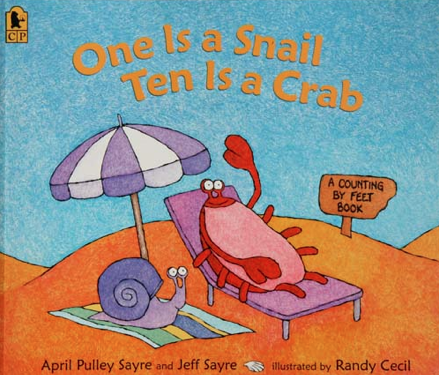 CP
One Is a Snail
Ten Is a Crab
A COUNTING
BY FEET
BOOK
April Pulley Sayre and Jeff Sayre illustrated by Randy Cecil